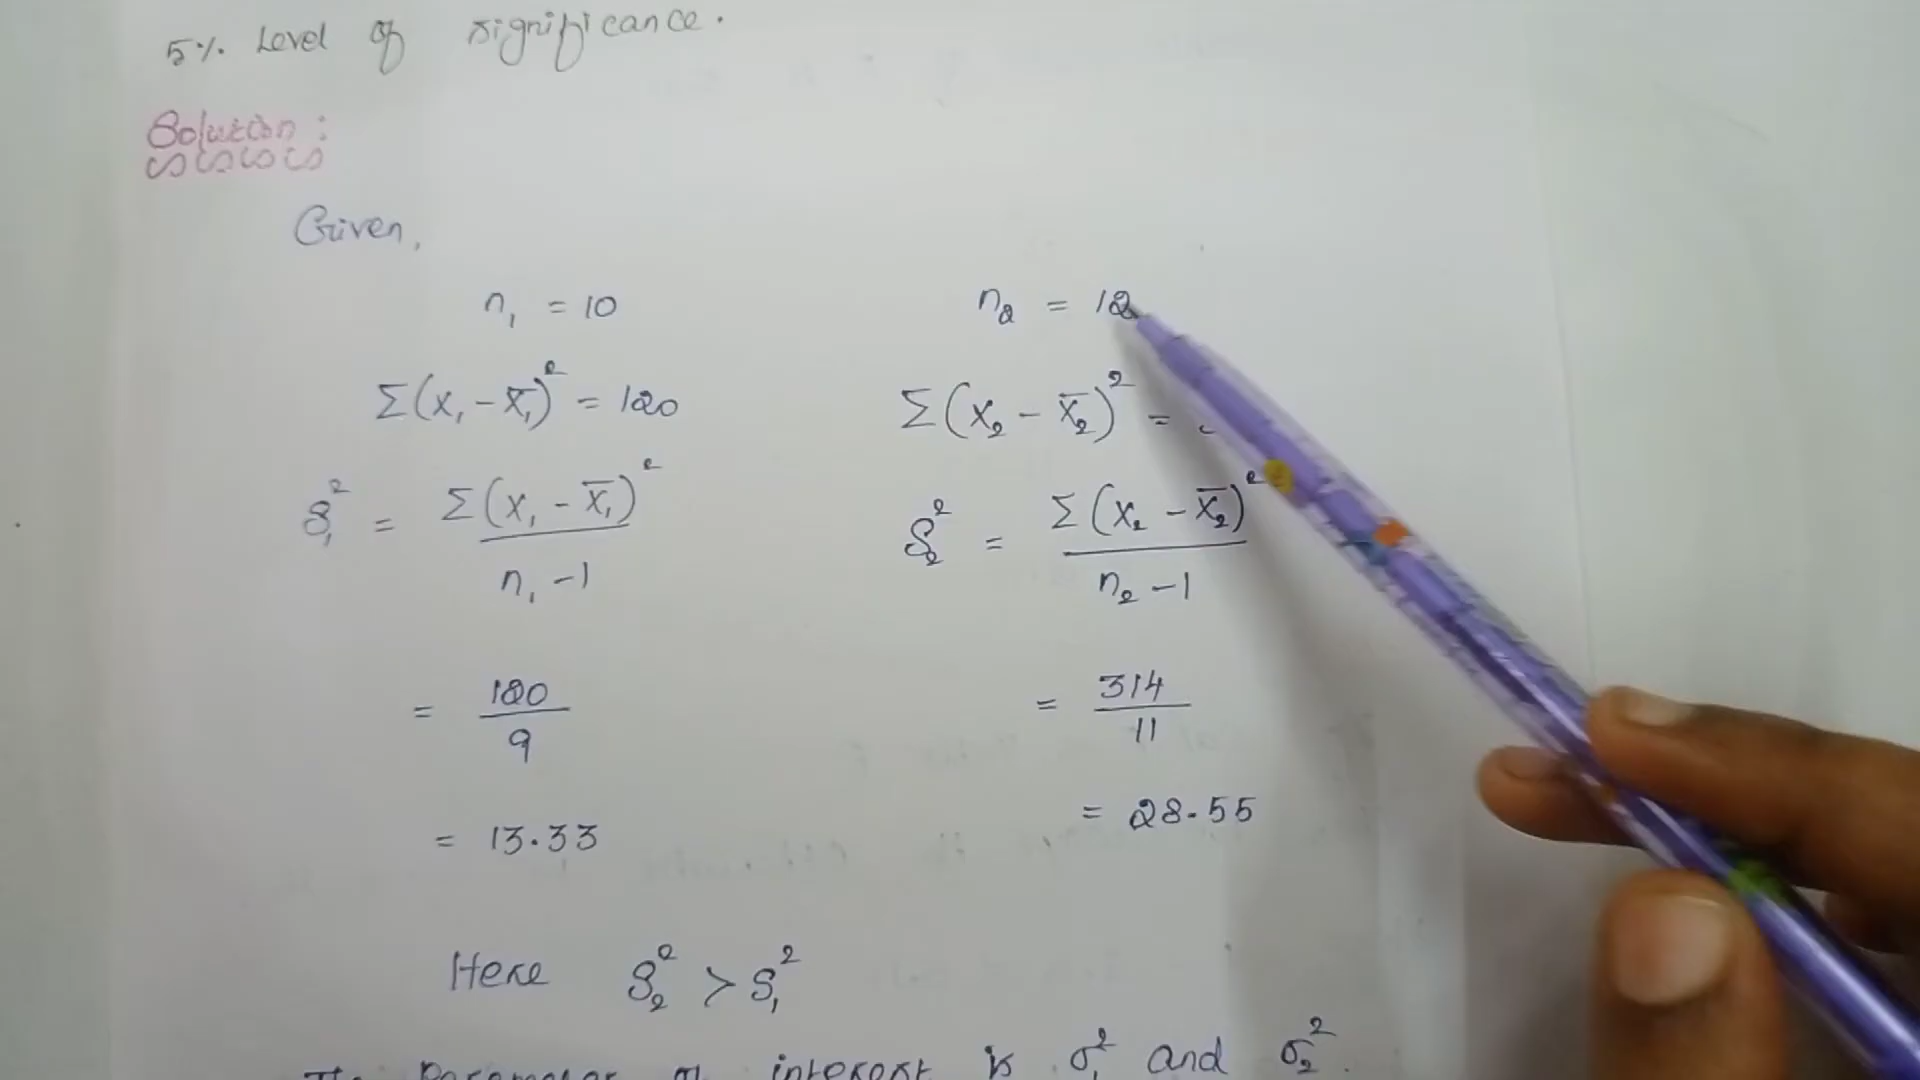 5% Level of significance.
Solution:
Given,
n₁ = 10
Σ(x₁ - x̄₁)² = 120
S₁² = Σ(x₁ - x̄₁)² / n₁ - 1
= 120 / 9
= 13.33
n₂ = 12
Σ(x₂ - x̄₂)² =
S₂² = Σ(x₂ - x̄₂)² / n₂ - 1
= 314 / 11
= 28.55
Here S₂² > S₁²
interest is σ₁² and σ₂².